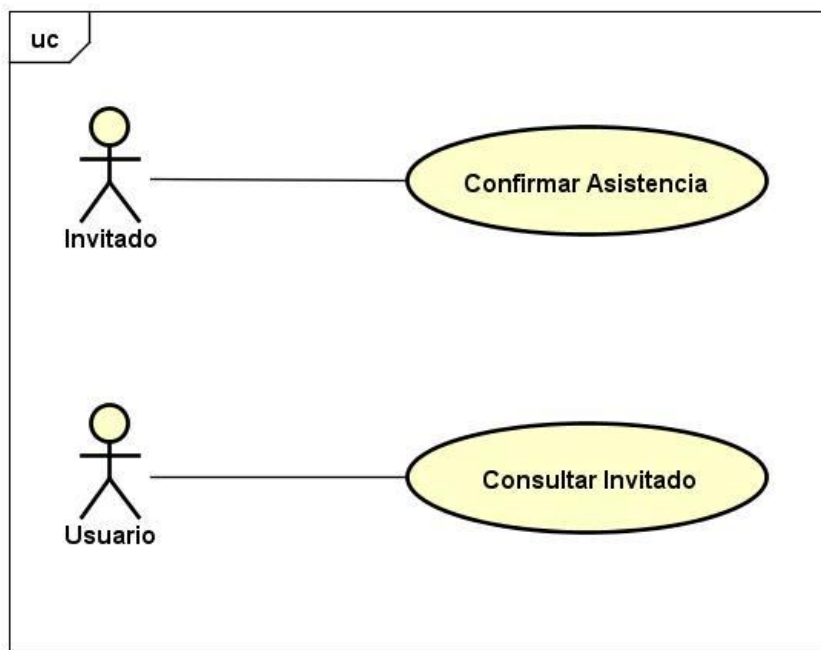 uc
Confirmar Asistencia
Invitado
Consultar Invitado
Usuario